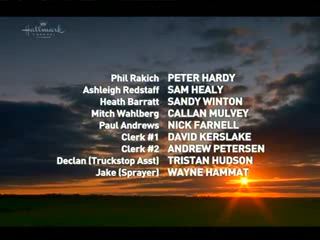 Hallmark
CHANNEL
Phil Rakich PETER HARDY
Ashleigh Redstaff SAM HEALY
Heath Barratt SANDY WINTON
Mitch Wahlberg CALLAN MULVEY
Paul Andrews NICK FARNELL
Clerk #1 DAVID KERSLAKE
Clerk #2 ANDREW PETERSEN
Declan (Truckstop Asst) TRISTAN HUDSON
Jake (Sprayer) WAYNE HAMMAT